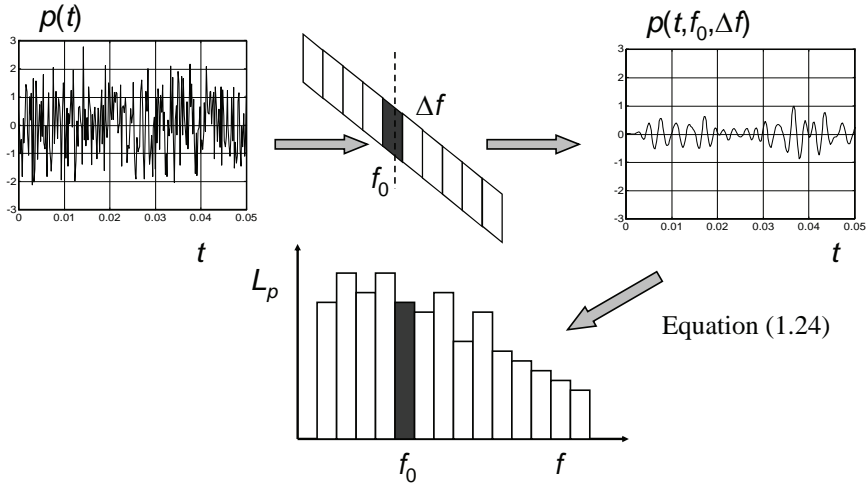 p(t)
3
2
1
0
-1
-2
-3
0 0.01 0.02 0.03 0.04 0.05
t
Δf
f₀
p(t,f₀,Δf)
3
2
1
0
-1
-2
-3
0 0.01 0.02 0.03 0.04 0.05
t
Lₚ
Equation (1.24)
f₀
f